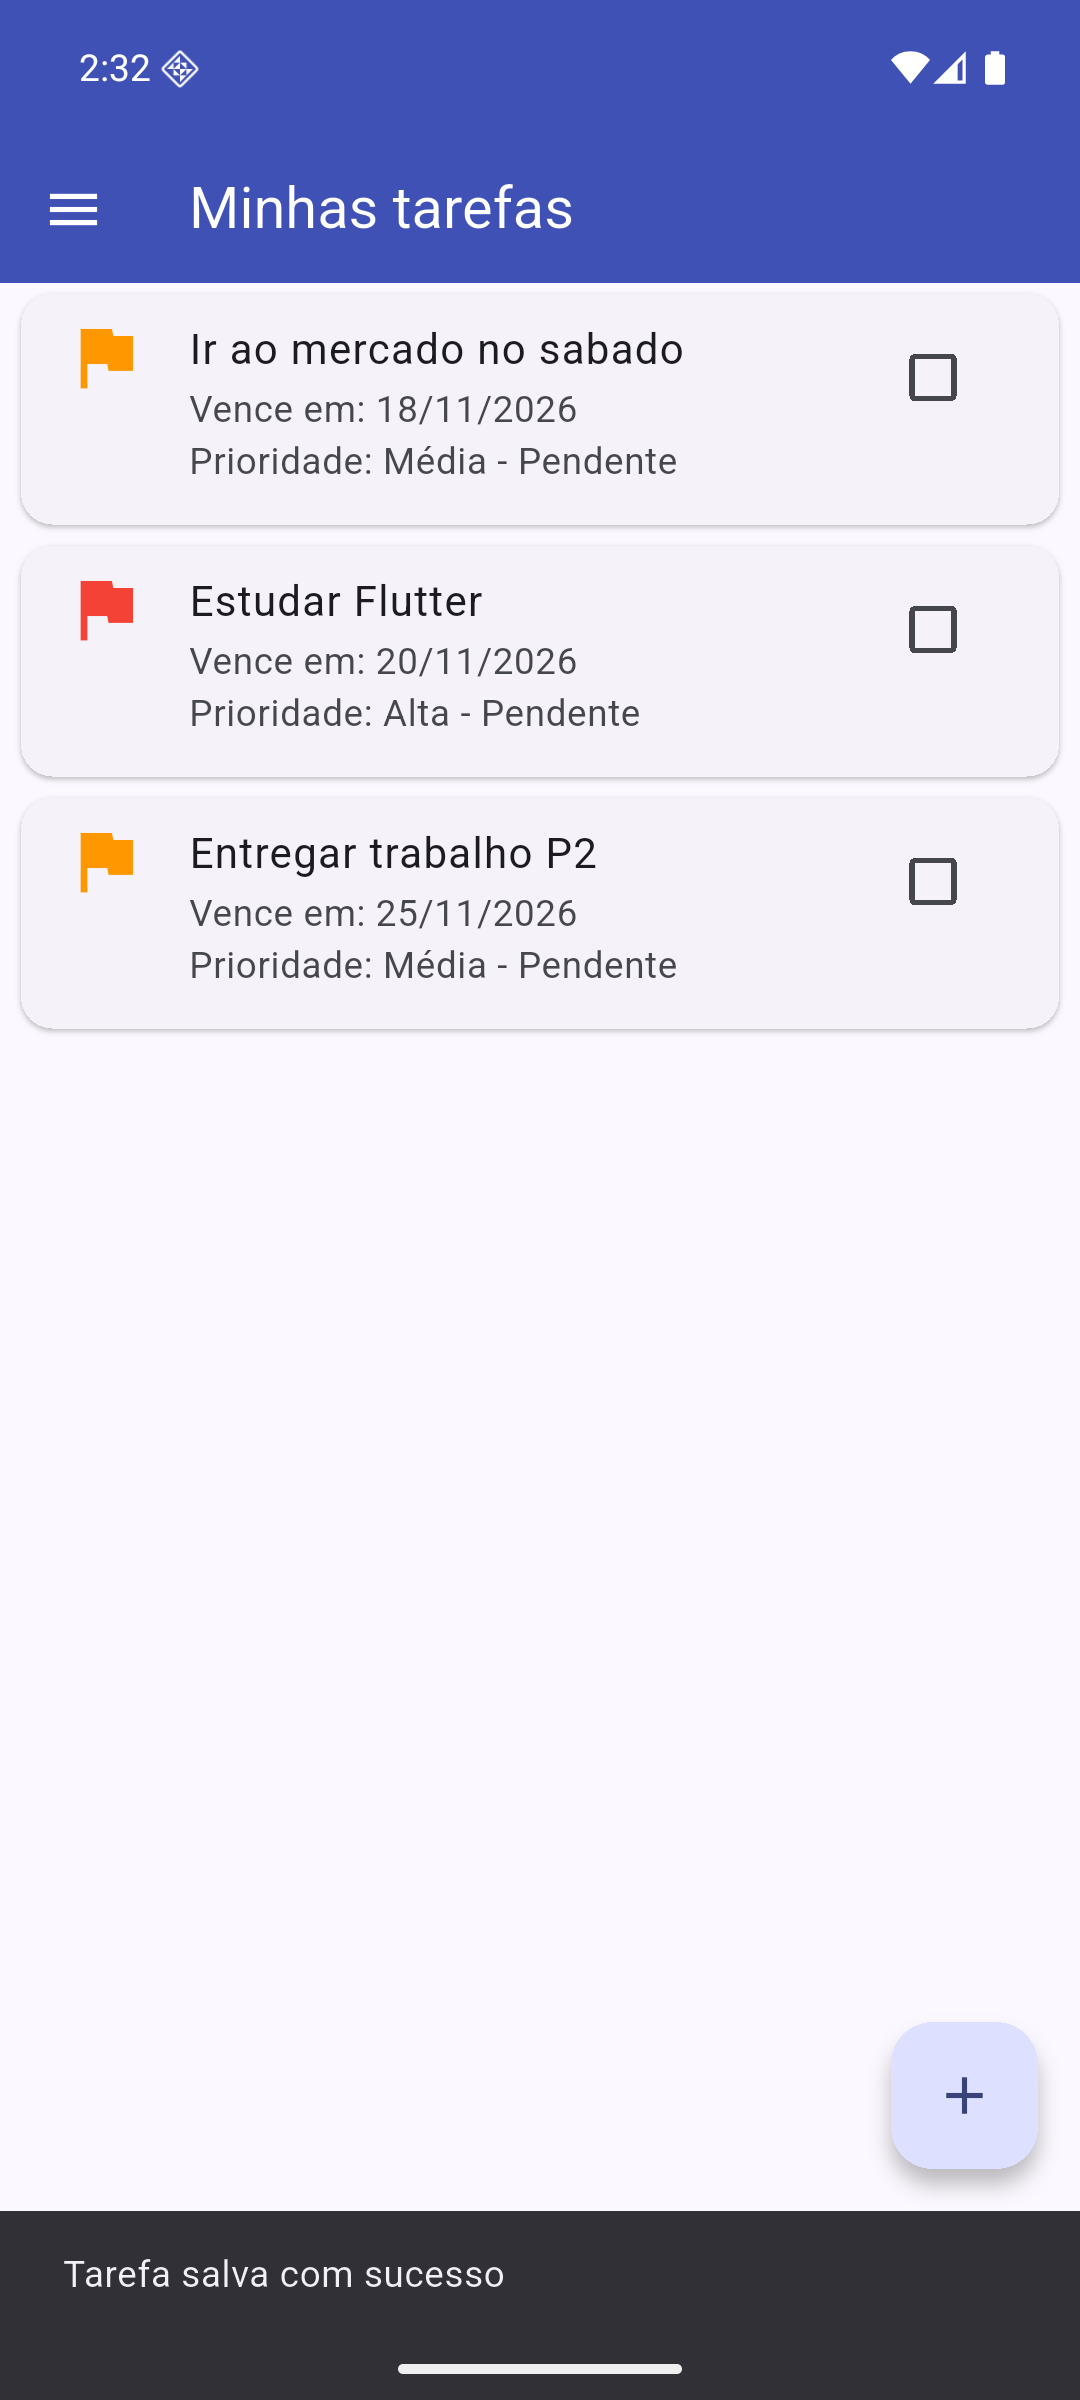 2:32
Minhas tarefas
Ir ao mercado no sabado
Vence em: 18/11/2026
Prioridade: Média - Pendente
Estudar Flutter
Vence em: 20/11/2026
Prioridade: Alta - Pendente
Entregar trabalho P2
Vence em: 25/11/2026
Prioridade: Média - Pendente
Tarefa salva com sucesso